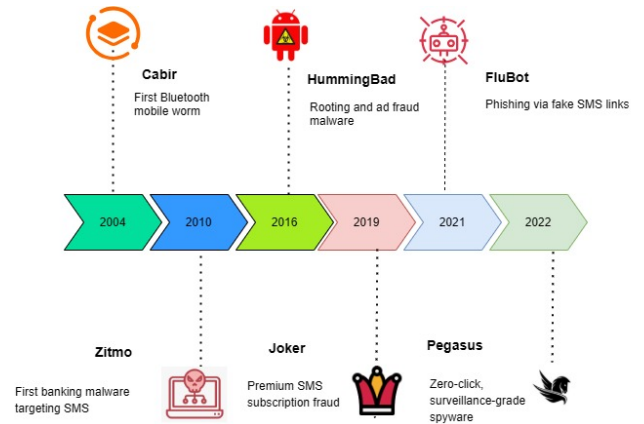 Cabir
First Bluetooth
mobile worm
HummingBad
Rooting and ad fraud
malware
FluBot
Phishing via fake SMS links
2004
2010
2016
2019
2021
2022
Zitmo
First banking malware
targeting SMS
Joker
Premium SMS
subscription fraud
Pegasus
Zero-click,
surveillance-grade
spyware